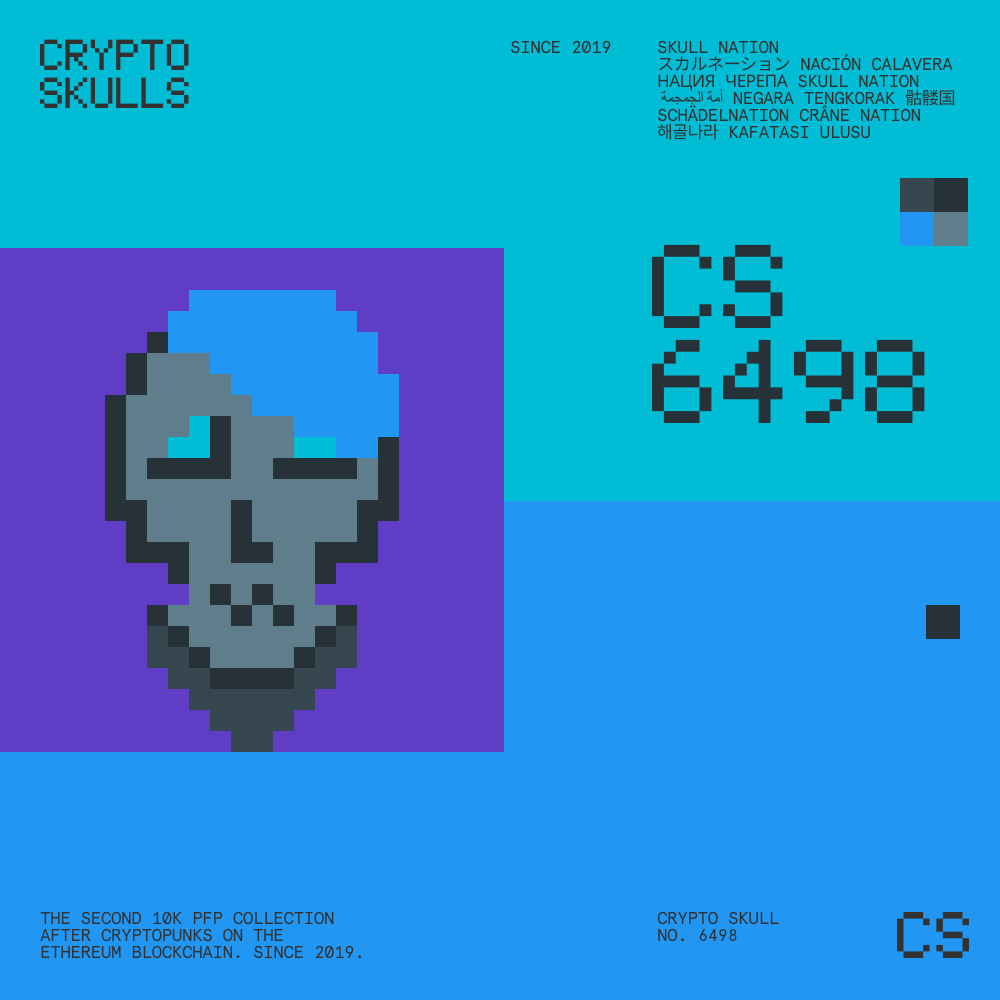 CRYPTO
SKULLS
SINCE 2019
SKULL NATION
スカルネーション NACIÓN CALAVERA
НАЦИЯ ЧЕРЕПА SKULL NATION
أمة الجمجمة NEGARA TENGKORAK 骷髅国
SCHÄDELNATION CRÂNE NATION
해골나라 KAFATASI ULUSU
CS
6498
THE SECOND 10K PFP COLLECTION
AFTER CRYPTOPUNKS ON THE
ETHEREUM BLOCKCHAIN. SINCE 2019.
CRYPTO SKULL
NO. 6498
CS